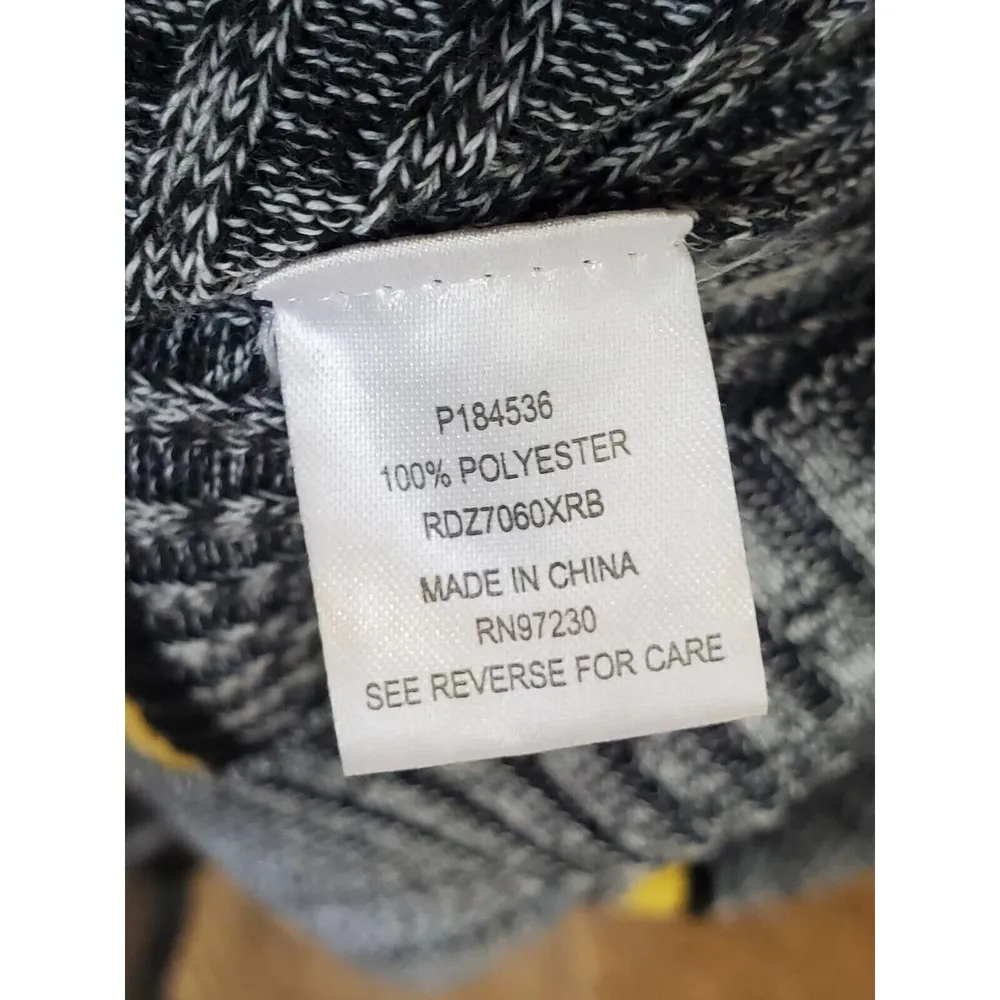 P184536
100% POLYESTER
RDZ7060XRB
MADE IN CHINA
RN97230
SEE REVERSE FOR CARE